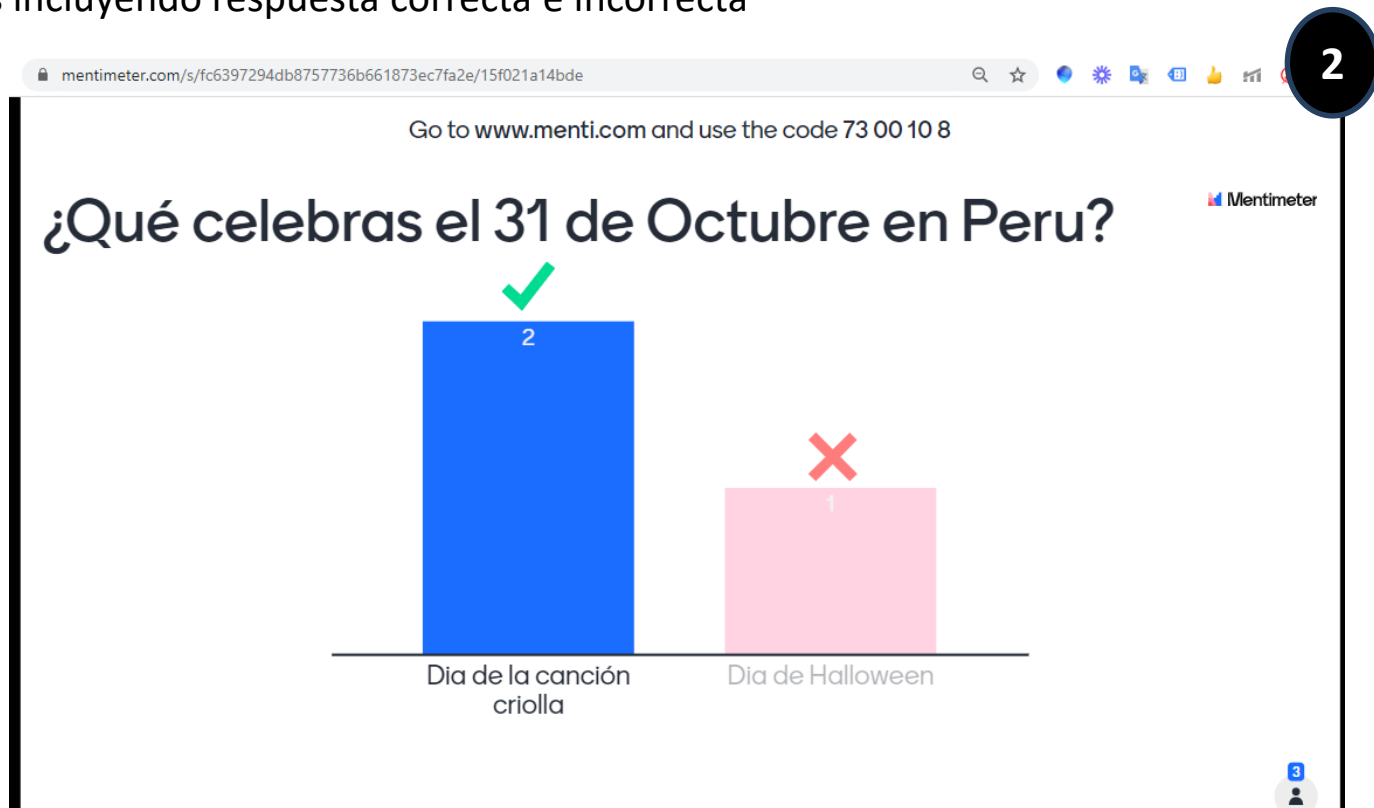 incluyendo respuesta correcta e incorrecta
2
mentimeter.com/s/fc6397294db8757736b661873ec7fa2e/15f021a14bde
Go to www.menti.com and use the code 73 00 10 8
Mentimeter
¿Qué celebras el 31 de Octubre en Peru?
2
1
Dia de la canción
criolla
Dia de Halloween
3